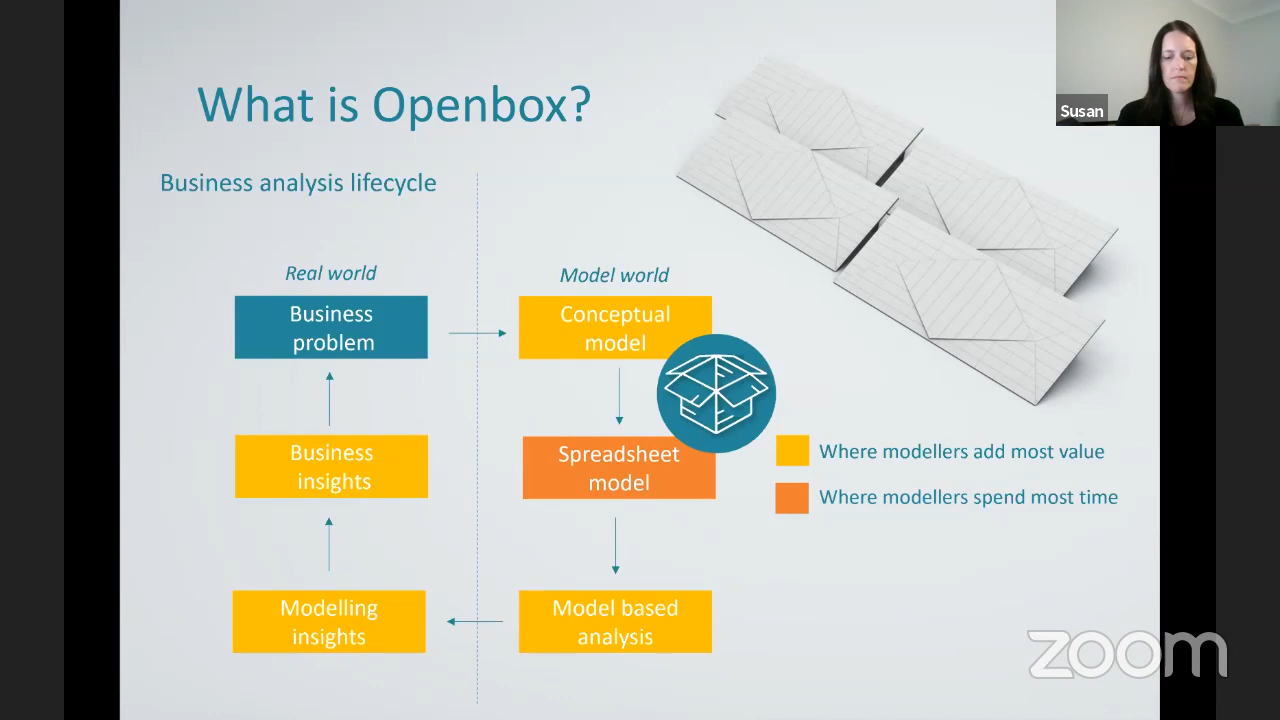 What is Openbox?
Susan
Business analysis lifecycle
Real world
Model world
Business
problem
Conceptual
model
Business
insights
Spreadsheet
model
Where modellers add most value
Where modellers spend most time
Modelling
insights
Model based
analysis
zoom